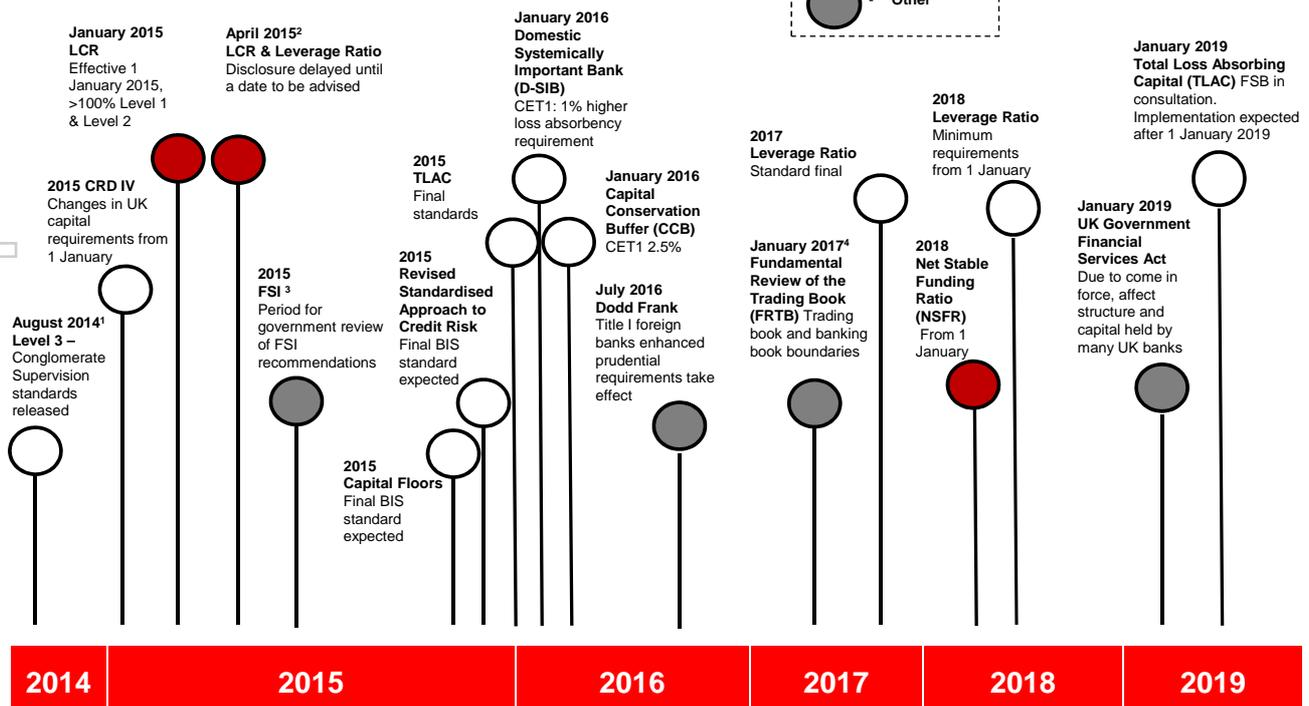 Other
January 2015
LCR
Effective 1
January 2015,
>100% Level 1
& Level 2
April 2015²
LCR & Leverage Ratio
Disclosure delayed until
a date to be advised
January 2016
Domestic
Systemically
Important Bank
(D-SIB)
CET1: 1% higher
loss absorbency
requirement
January 2019
Total Loss Absorbing
Capital (TLAC) FSB in
consultation.
Implementation expected
after 1 January 2019
2018
Leverage Ratio
Minimum
requirements
from 1 January
2017
Leverage Ratio
Standard final
2015
TLAC
Final
standards
January 2016
Capital
Conservation
Buffer (CCB)
CET1 2.5%
2015 CRD IV
Changes in UK
capital
requirements from
1 January
January 2019
UK Government
Financial
Services Act
Due to come in
force, affect
structure and
capital held by
many UK banks
January 2017⁴
Fundamental
Review of the
Trading Book
(FRTB) Trading
book and banking
book boundaries
2018
Net Stable
Funding
Ratio
(NSFR)
From 1
January
2015
Revised
Standardised
Approach to
Credit Risk
Final BIS
standard
expected
2015
FSI ³
Period for
government review
of FSI
recommendations
July 2016
Dodd Frank
Title I foreign
banks enhanced
prudential
requirements take
effect
August 2014¹
Level 3 –
Conglomerate
Supervision
standards
released
2015
Capital Floors
Final BIS
standard
expected
2014
2015
2016
2017
2018
2019